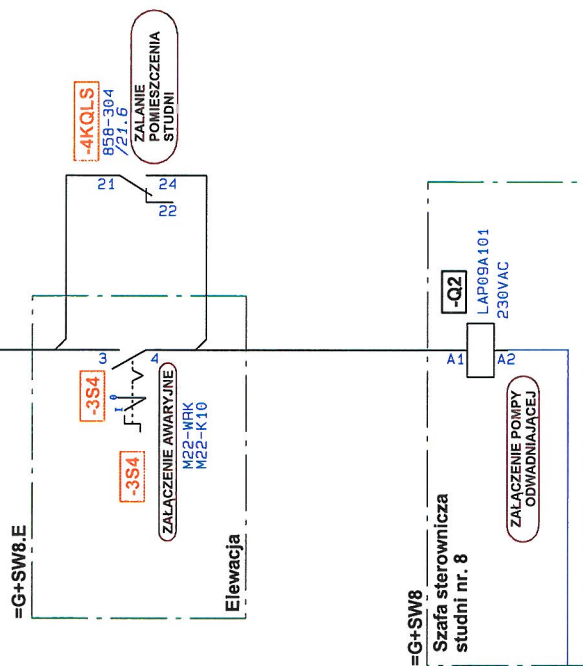 -4KQLS
858-304
/21.6
ZALANIE
POMIESZCZENIA
STUDNI
21
24
22
3
4
-3S4
I
0
-3S4
ZAŁĄCZENIE AWARYJNE
M22-WRK
M22-K10
=G+SW8.E
Elewacja
-Q2
LAP09A101
230VAC
A1
A2
ZAŁĄCZENIE POMPY
ODWADNIAJĄCEJ
=G+SW8
Szafa sterownicza
studni nr. 8